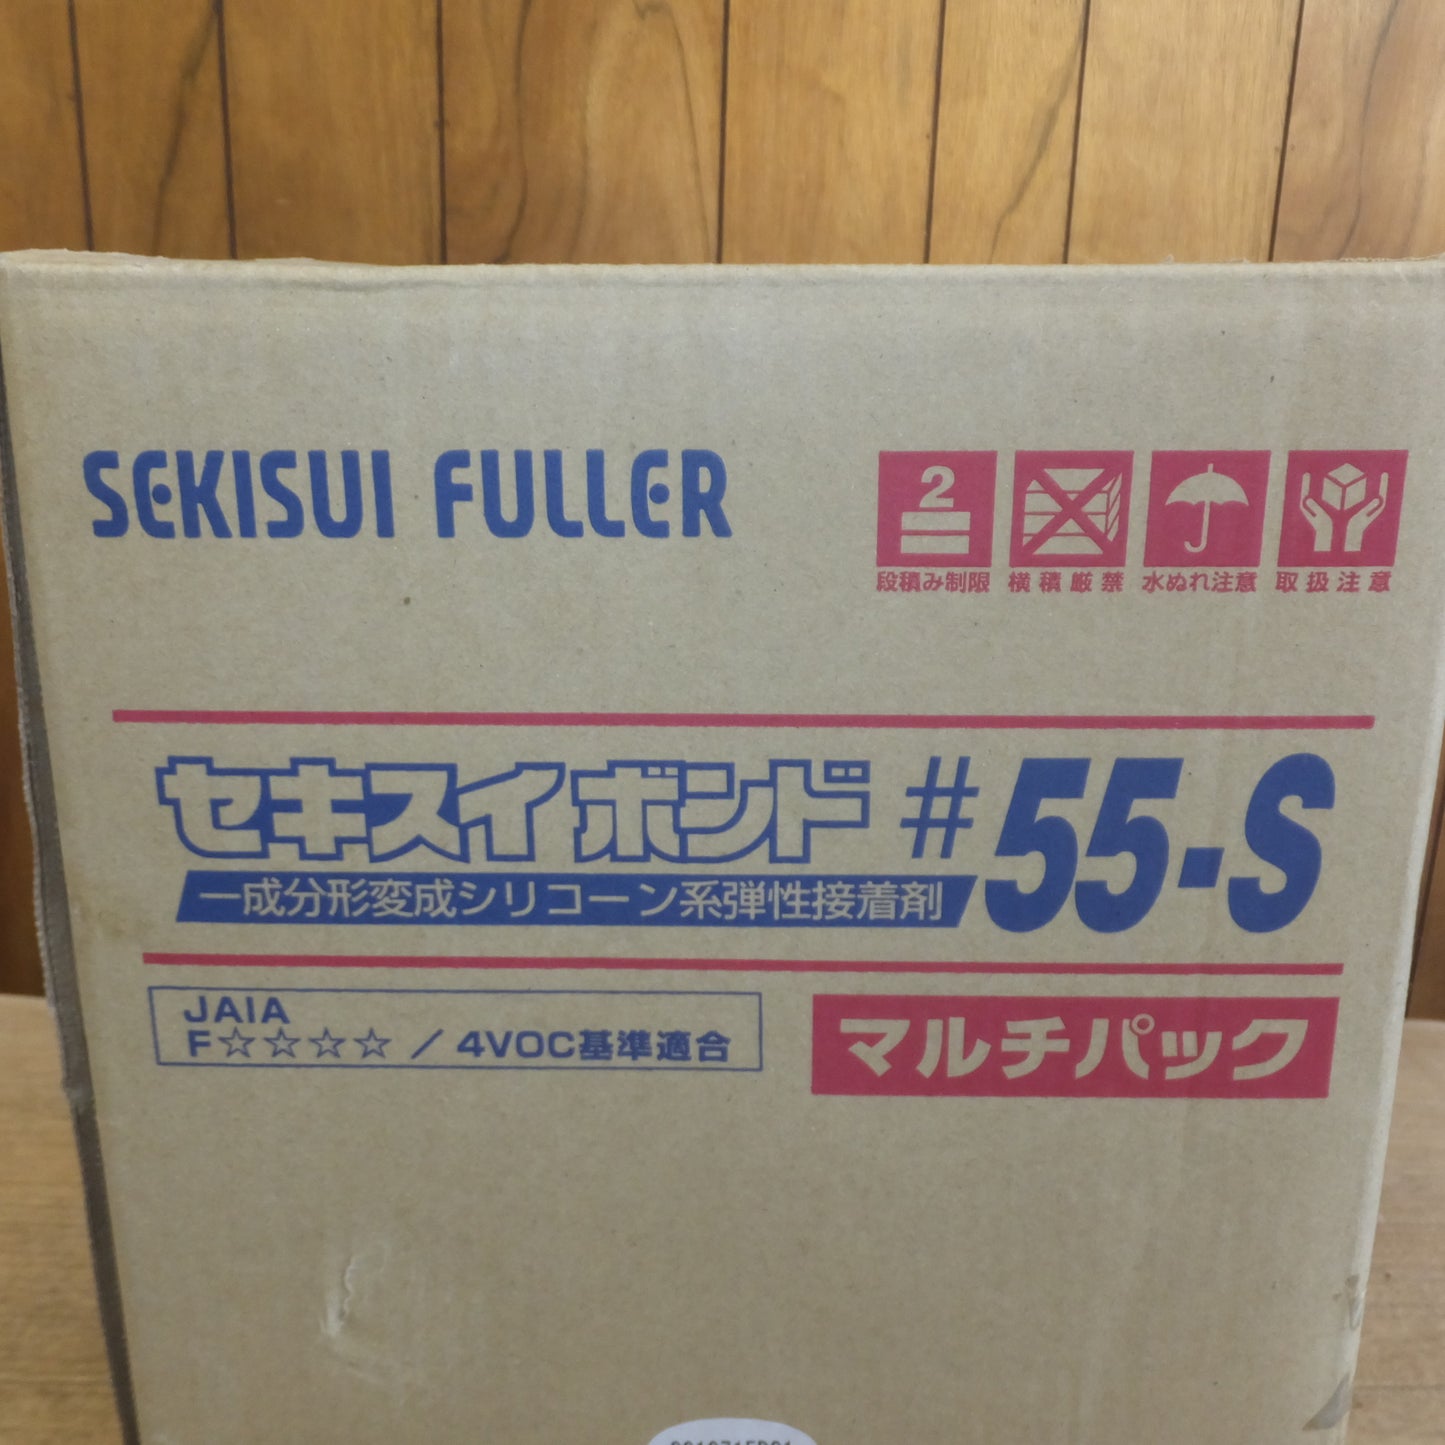 SEKISUI FULLER
2
段積み制限 横積厳禁 水ぬれ注意 取扱注意
セキスイボンド #55-S
一成分形変成シリコーン系弾性接着剤
JAIA
F☆☆☆☆ / 4VOC基準適合
マルチパック